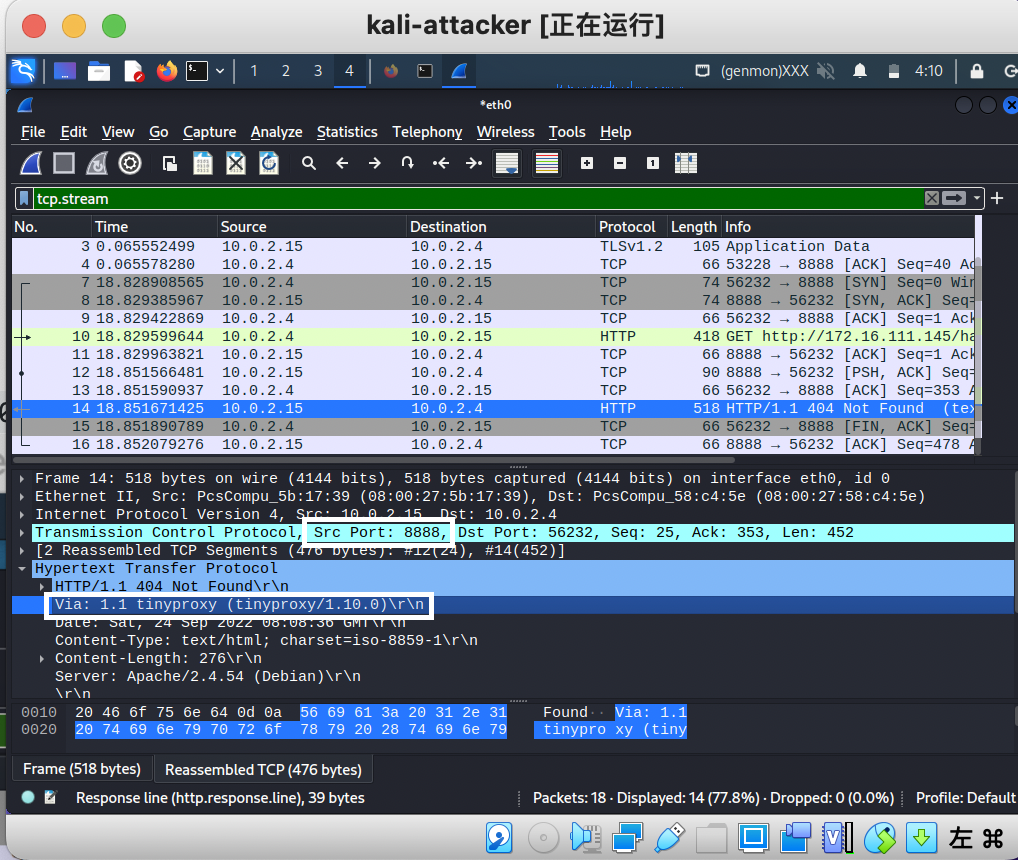 kali-attacker [正在运行]
1 2 3 4 (genmon)XXX 4:10
*eth0
File Edit View Go Capture Analyze Statistics Telephony Wireless Tools Help
tcp.stream
No. Time Source Destination Protocol Length Info
3 0.065552499 10.0.2.15 10.0.2.4 TLSv1.2 105 Application Data
4 0.065578280 10.0.2.4 10.0.2.15 TCP 66 53228 → 8888 [ACK] Seq=40 Ac
7 18.828908565 10.0.2.4 10.0.2.15 TCP 74 56232 → 8888 [SYN] Seq=0 Win
8 18.829385967 10.0.2.15 10.0.2.4 TCP 74 8888 → 56232 [SYN, ACK] Seq=
9 18.829422869 10.0.2.4 10.0.2.15 TCP 66 56232 → 8888 [ACK] Seq=1 Ack
10 18.829599644 10.0.2.4 10.0.2.15 HTTP 418 GET http://172.16.111.145/ha
11 18.829963821 10.0.2.15 10.0.2.4 TCP 66 8888 → 56232 [ACK] Seq=1 Ack
12 18.851566481 10.0.2.15 10.0.2.4 TCP 90 8888 → 56232 [PSH, ACK] Seq=
13 18.851590937 10.0.2.4 10.0.2.15 TCP 66 56232 → 8888 [ACK] Seq=353 A
14 18.851671425 10.0.2.15 10.0.2.4 HTTP 518 HTTP/1.1 404 Not Found (tex
15 18.851890789 10.0.2.4 10.0.2.15 TCP 66 56232 → 8888 [FIN, ACK] Seq=
16 18.852079276 10.0.2.15 10.0.2.4 TCP 66 8888 → 56232 [ACK] Seq=478 A
Frame 14: 518 bytes on wire (4144 bits), 518 bytes captured (4144 bits) on interface eth0, id 0
Ethernet II, Src: PcsCompu_5b:17:39 (08:00:27:5b:17:39), Dst: PcsCompu_58:c4:5e (08:00:27:58:c4:5e)
Internet Protocol Version 4, Src: 10.0.2.15, Dst: 10.0.2.4
Transmission Control Protocol, Src Port: 8888, Dst Port: 56232, Seq: 25, Ack: 353, Len: 452
[2 Reassembled TCP Segments (476 bytes): #12(24), #14(452)]
Hypertext Transfer Protocol
HTTP/1.1 404 Not Found\r\n
Via: 1.1 tinyproxy (tinyproxy/1.10.0)\r\n
Date: Sat, 24 Sep 2022 08:08:36 GMT\r\n
Content-Type: text/html; charset=iso-8859-1\r\n
Content-Length: 276\r\n
Server: Apache/2.4.54 (Debian)\r\n
\r\n
0010 20 46 6f 75 6e 64 0d 0a 56 69 61 3a 20 31 2e 31 Found·· Via: 1.1
0020 20 74 69 6e 79 70 72 6f 78 79 20 28 74 69 6e 79 tinypro xy (tiny
Frame (518 bytes) Reassembled TCP (476 bytes)
Response line (http.response.line), 39 bytes Packets: 18 · Displayed: 14 (77.8%) · Dropped: 0 (0.0%) Profile: Default
左 ⌘